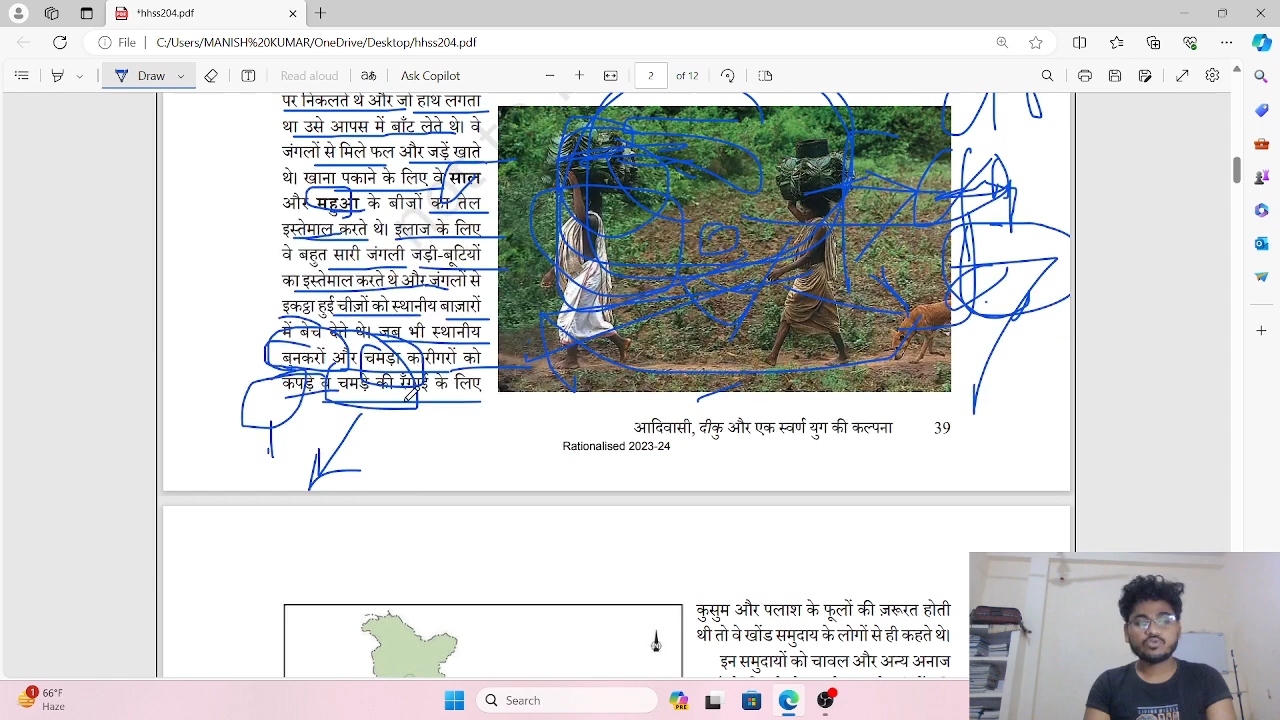 *hhss204.pdf
File
C:/Users/MANISH%20KUMAR/OneDrive/Desktop/hhss204.pdf
Draw
Read aloud
Ask Copilot
2
of 12
पर निकलते थे और जो हाथ लगता
था उसे आपस में बाँट लेते थे। वे
जंगलों से मिले फल और जड़ें खाते
थे। खाना पकाने के लिए वे साल
और महुआ के बीजों का तेल
इस्तेमाल करते थे। इलाज के लिए
वे बहुत सारी जंगली जड़ी-बूटियों
का इस्तेमाल करते थे और जंगलों से
इकट्ठा हुई चीज़ों को स्थानीय बाज़ारों
में बेच देते थे। जब भी स्थानीय
बुनकरों और चमड़ा कारीगरों को
कपड़े व चमड़े की रँगाई के लिए
आदिवासी, दीकु और एक स्वर्ण युग की कल्पना 39
Rationalised 2023-24
कुसुम और पलाश के फूलों की ज़रूरत होती
थी तो वे खोंड समुदाय के लोगों से ही कहते थे।
इन समुदायों को चावल और अन्य अनाज
1
66°F
Haze
Search
PRE